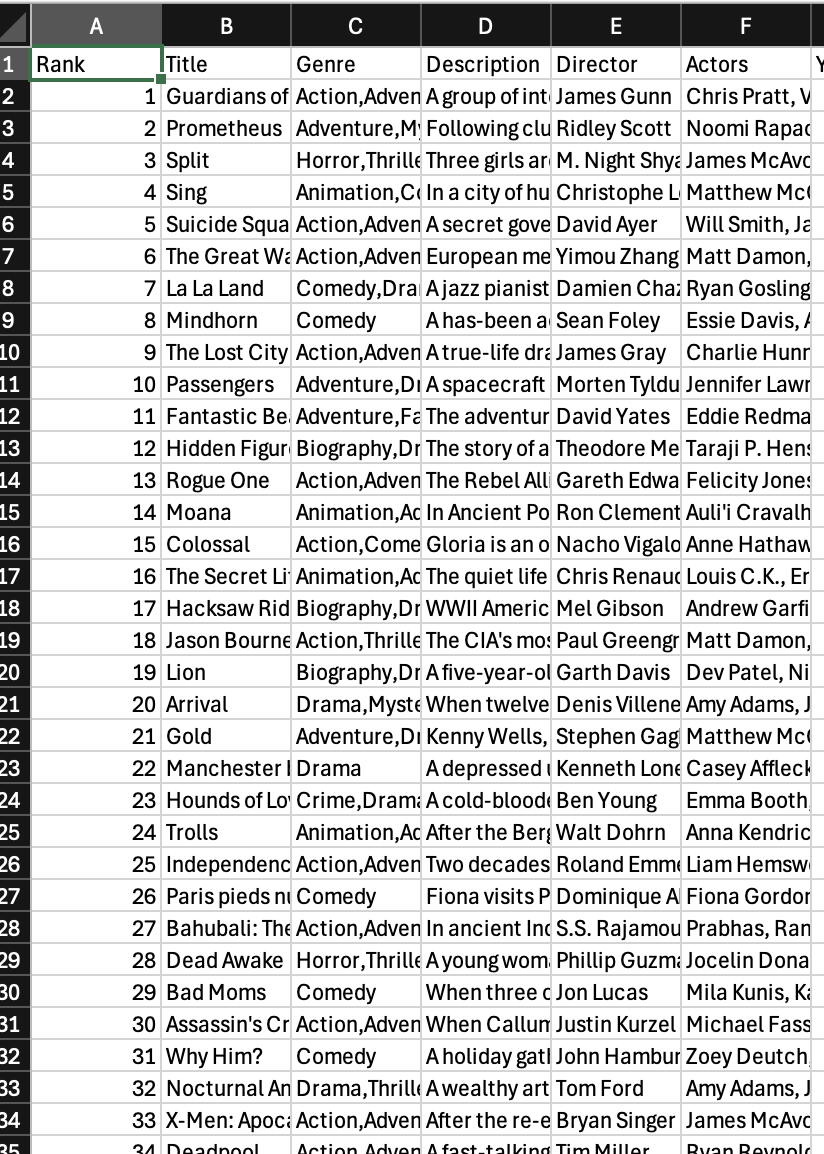 A B C D E F
1 Rank Title Genre Description Director Actors Y
2 1 Guardians of Action,Adven A group of int James Gunn Chris Pratt, V
3 2 Prometheus Adventure,My Following clu Ridley Scott Noomi Rapac
4 3 Split Horror,Thrille Three girls are M. Night Shya James McAvo
5 4 Sing Animation,Co In a city of hu Christophe Lo Matthew McC
6 5 Suicide Squa Action,Adven A secret gove David Ayer Will Smith, Ja
7 6 The Great Wa Action,Adven European me Yimou Zhang Matt Damon,
8 7 La La Land Comedy,Dra A jazz pianist Damien Chaz Ryan Gosling
9 8 Mindhorn Comedy A has-been a Sean Foley Essie Davis, A
10 9 The Lost City Action,Adven A true-life dra James Gray Charlie Hunn
11 10 Passengers Adventure,Dr A spacecraft Morten Tyldu Jennifer Lawr
12 11 Fantastic Bea Adventure,Fa The adventur David Yates Eddie Redma
13 12 Hidden Figur Biography,Dr The story of a Theodore Me Taraji P. Hens
14 13 Rogue One Action,Adven The Rebel Alli Gareth Edwa Felicity Jones
15 14 Moana Animation,Ad In Ancient Po Ron Clement Auli'i Cravalh
16 15 Colossal Action,Come Gloria is an o Nacho Vigalo Anne Hathaw
17 16 The Secret Li Animation,Ad The quiet life Chris Renaud Louis C.K., Er
18 17 Hacksaw Rid Biography,Dr WWII Americ Mel Gibson Andrew Garfi
19 18 Jason Bourne Action,Thrille The CIA's mos Paul Greengr Matt Damon,
20 19 Lion Biography,Dr A five-year-ol Garth Davis Dev Patel, Ni
21 20 Arrival Drama,Myste When twelve Denis Villene Amy Adams, J
22 21 Gold Adventure,Dr Kenny Wells, Stephen Gag Matthew McC
23 22 Manchester b Drama A depressed u Kenneth Lone Casey Affleck
24 23 Hounds of Lov Crime,Drama A cold-bloode Ben Young Emma Booth,
25 24 Trolls Animation,Ad After the Berg Walt Dohrn Anna Kendric
26 25 Independenc Action,Adven Two decades Roland Emme Liam Hemsw
27 26 Paris pieds nu Comedy Fiona visits P Dominique A Fiona Gordon
28 27 Bahubali: The Action,Adven In ancient Ind S.S. Rajamou Prabhas, Ran
29 28 Dead Awake Horror,Thrille A young wom Phillip Guzma Jocelin Dona
30 29 Bad Moms Comedy When three o Jon Lucas Mila Kunis, Ka
31 30 Assassin's Cr Action,Adven When Callum Justin Kurzel Michael Fass
32 31 Why Him? Comedy A holiday gath John Hambur Zoey Deutch,
33 32 Nocturnal An Drama,Thrille A wealthy art Tom Ford Amy Adams, J
34 33 X-Men: Apoca Action,Adven After the re-e Bryan Singer James McAvo
35 34 Deadpool Action,Adven A fast-talking Tim Miller Ryan Reynol